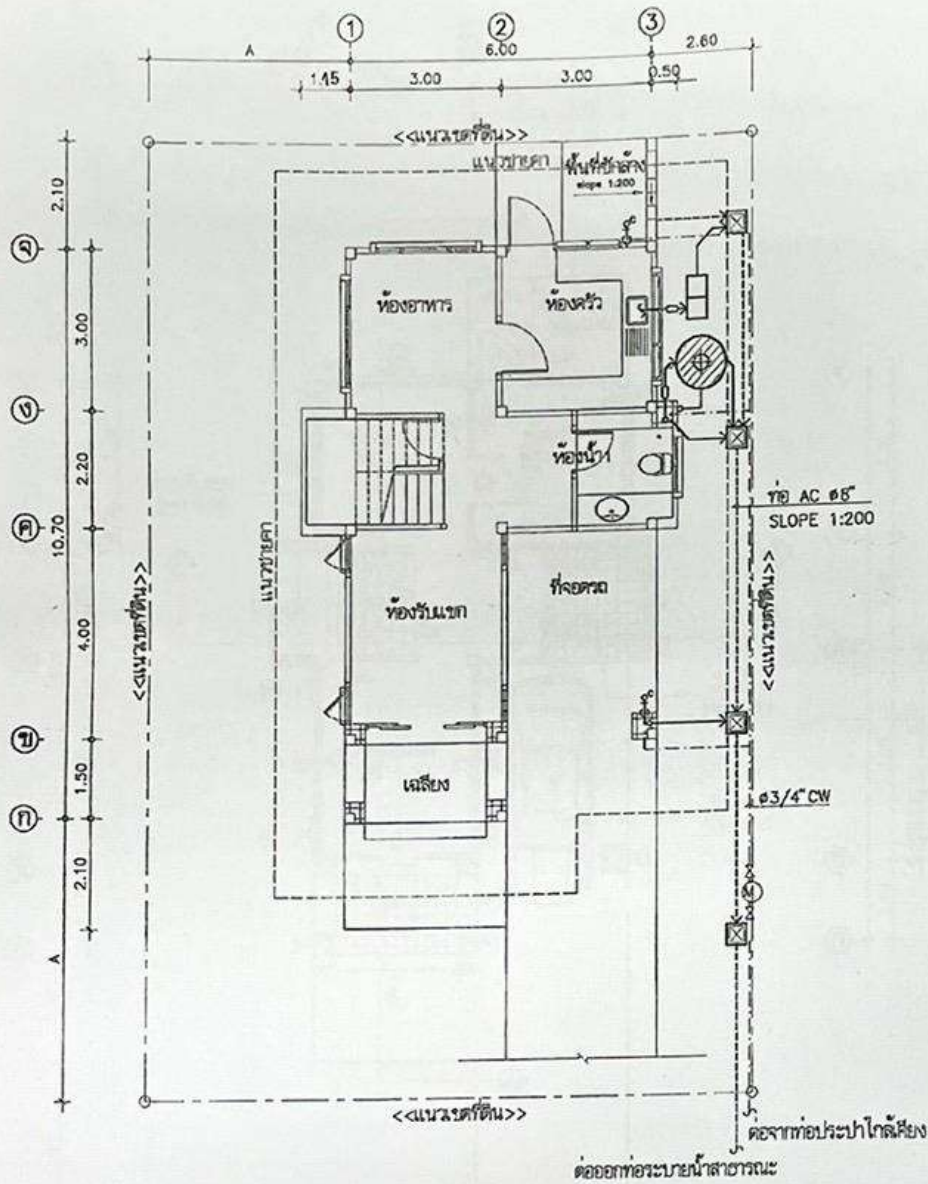 1 2 3
A 6.00 2.60
1.15 3.00 3.00 0.50
<<แนวเขตที่ดิน>>
แนวชายคา
พื้นที่ซักล้าง
slope 1:200
2.10
ฉ
ห้องอาหาร
ห้องครัว
3.00
ง
ห้องน้ำ1
2.20
ท่อ AC ø8"
SLOPE 1:200
ค
10.70
แนวชายคา
<<แนวเขตที่ดิน>>
<<แนวเขตที่ดิน>>
ที่จอดรถ
ห้องรับแขก
4.00
ข
1.50
เฉลียง
ø3/4" CW
ก
2.10
M
A
<<แนวเขตที่ดิน>>
ต่อจากท่อประปาใกล้เคียง
ต่อออกท่อระบายน้ำสาธารณะ